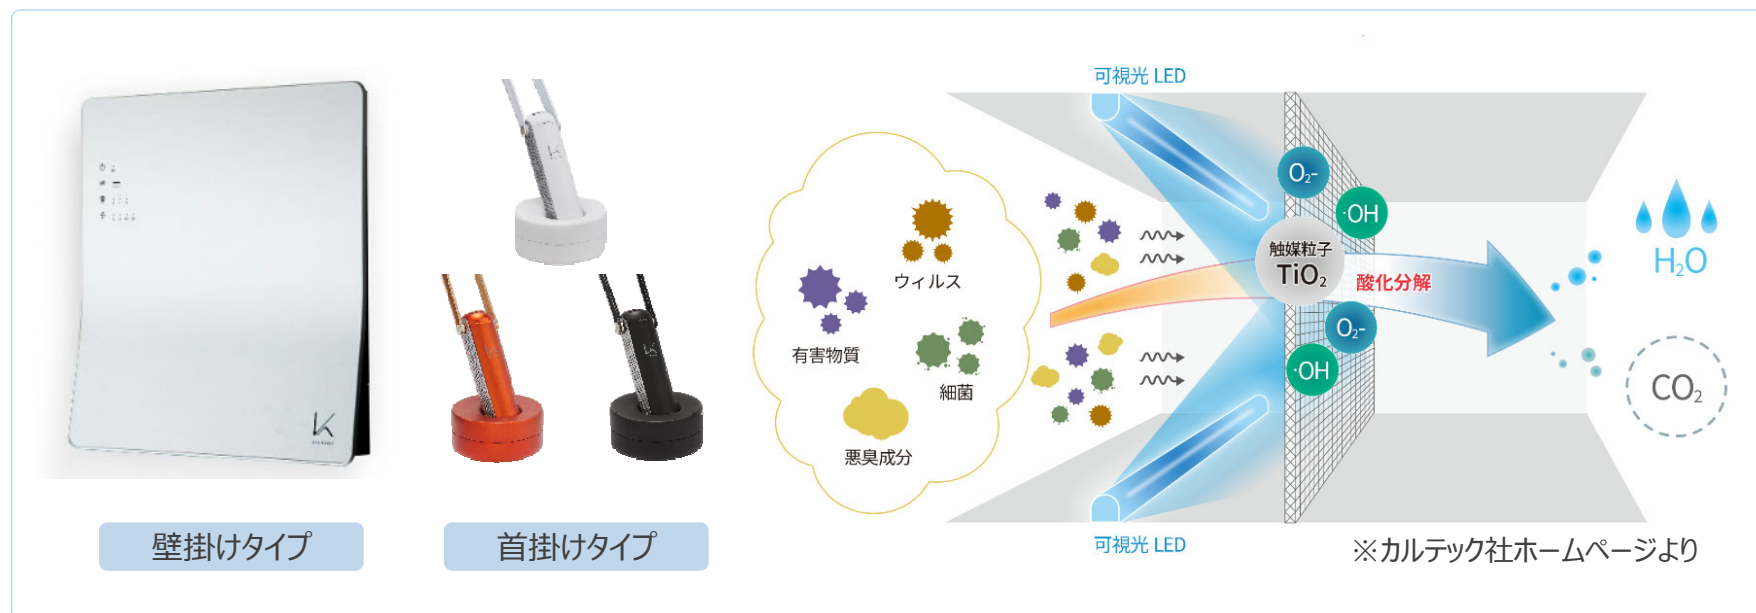 壁掛けタイプ
首掛けタイプ
ウィルス
有害物質
細菌
悪臭成分
可視光 LED
O₂-
·OH
触媒粒子
TiO₂
酸化分解
O₂-
·OH
可視光 LED
H₂O
CO₂
※カルテック社ホームページより